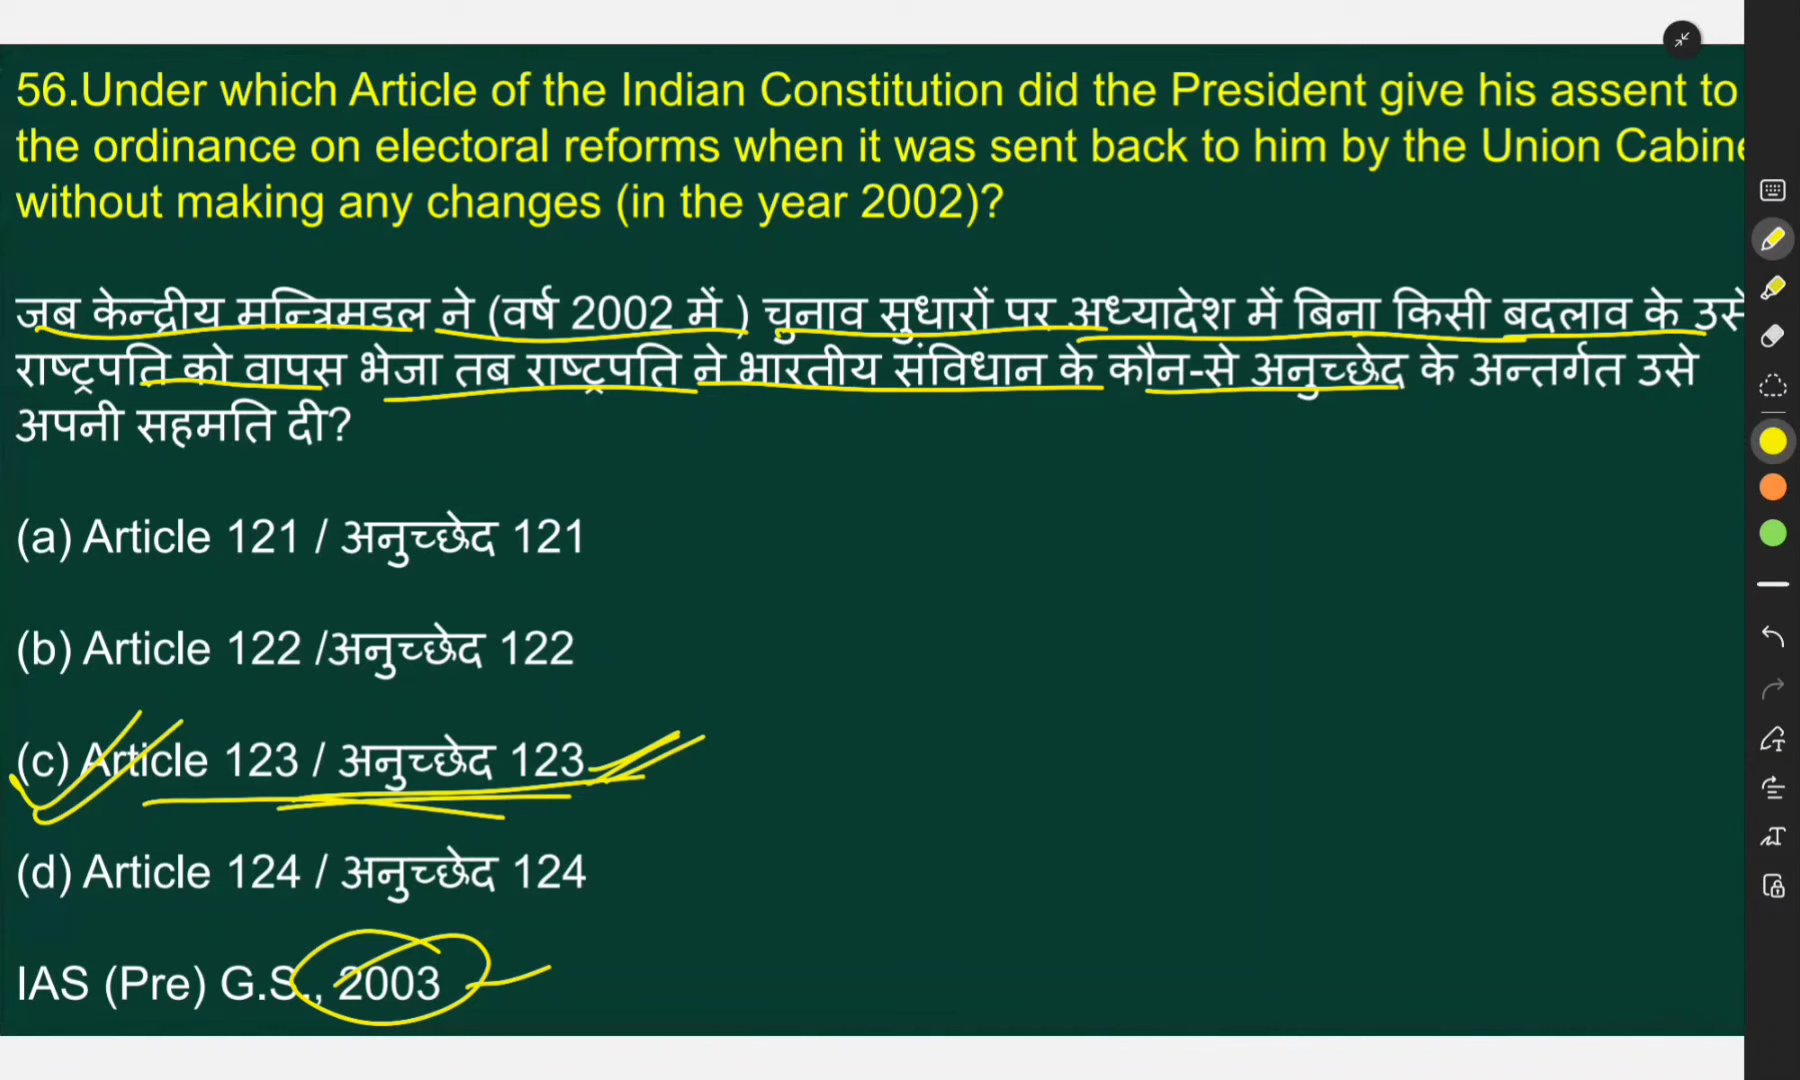 56.Under which Article of the Indian Constitution did the President give his assent to
the ordinance on electoral reforms when it was sent back to him by the Union Cabine
without making any changes (in the year 2002)?
जब केन्द्रीय मन्त्रिमडल ने (वर्ष 2002 में ) चुनाव सुधारों पर अध्यादेश में बिना किसी बदलाव के उसे
राष्ट्रपति को वापस भेजा तब राष्ट्रपति ने भारतीय संविधान के कौन-से अनुच्छेद के अन्तर्गत उसे
अपनी सहमति दी?
(a) Article 121 / अनुच्छेद 121
(b) Article 122 /अनुच्छेद 122
(c) Article 123 / अनुच्छेद 123
(d) Article 124 / अनुच्छेद 124
IAS (Pre) G.S., 2003